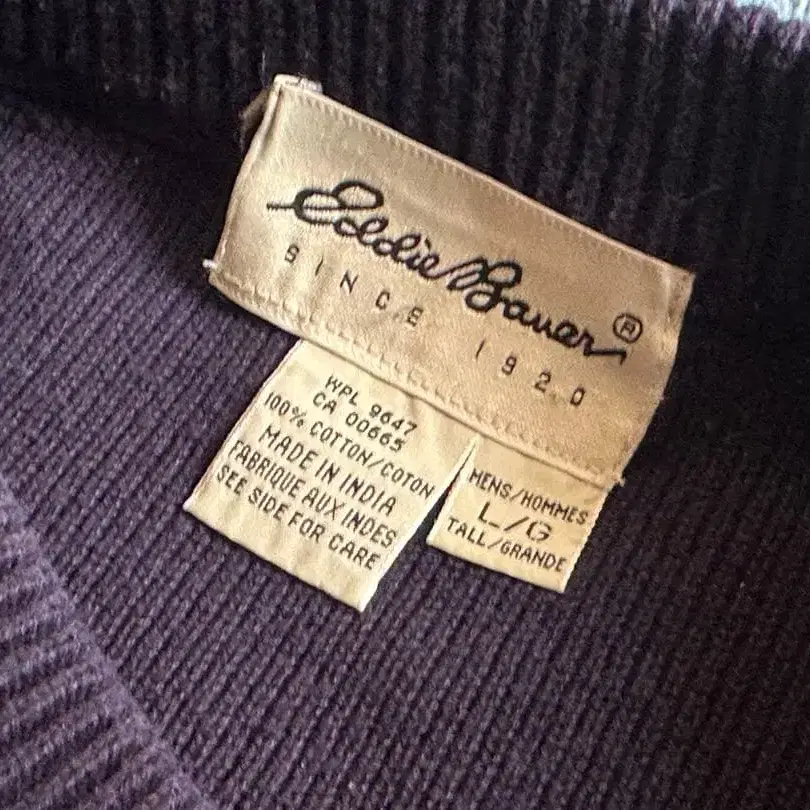 Eddie Bauer ®
SINCE 1920
WPL 9647
CA 00665
100% COTTON/COTON
MADE IN INDIA
FABRIQUE AUX INDES
SEE SIDE FOR CARE
MENS/HOMMES
L/G
TALL/GRANDE